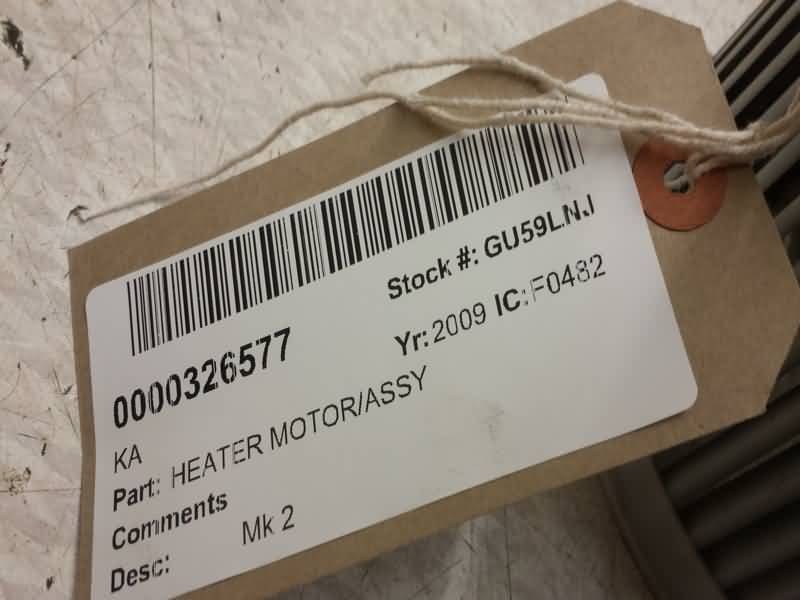 0000326577
Stock #: GU59LNJ
KA
Yr: 2009 IC: F0482
Part: HEATER MOTOR/ASSY
Comments
Mk 2
Desc: